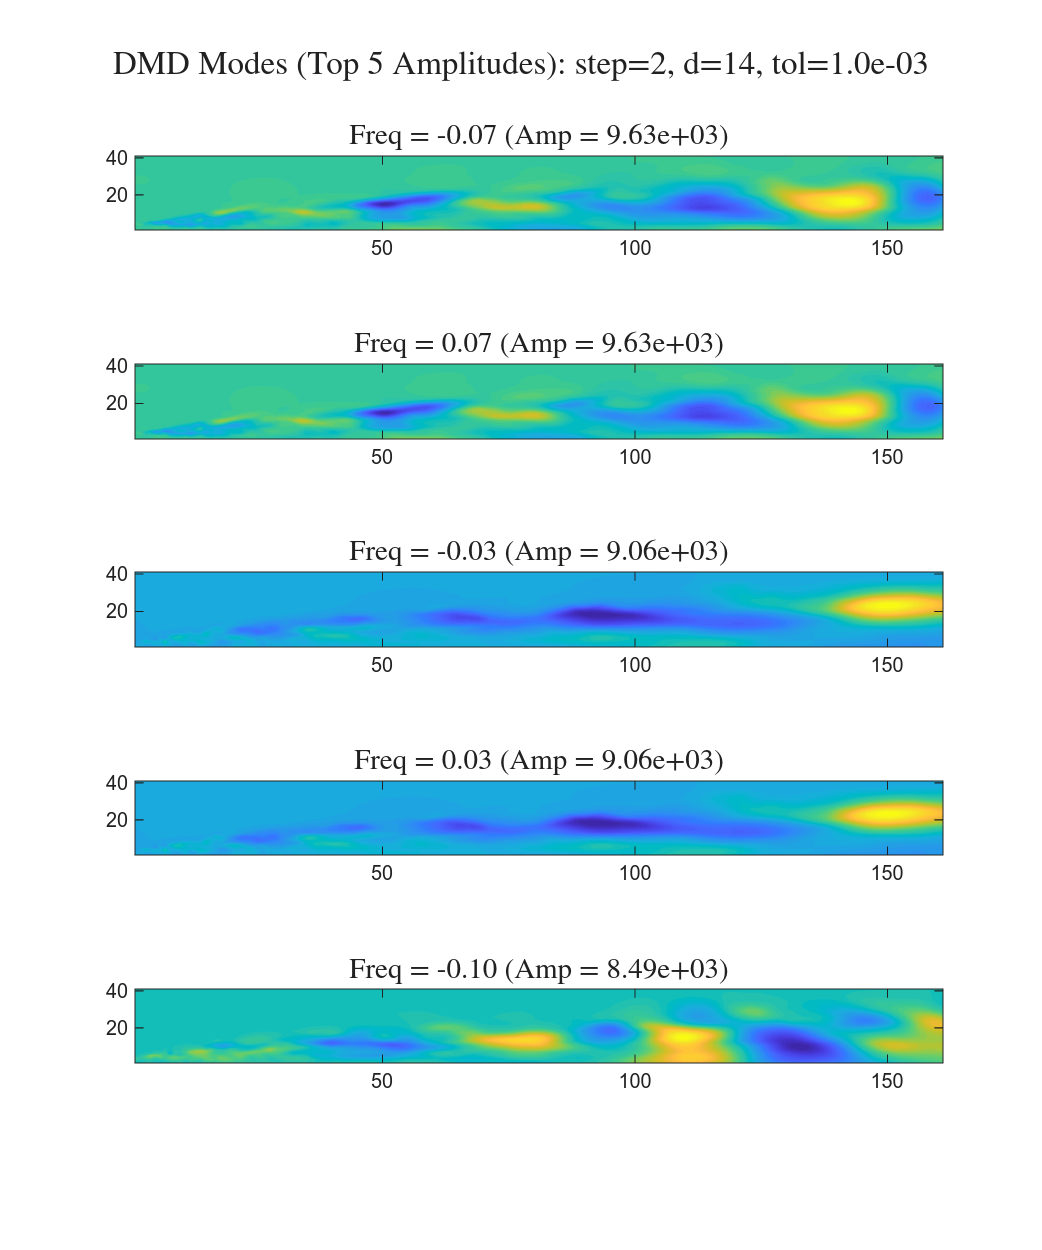 DMD Modes (Top 5 Amplitudes): step=2, d=14, tol=1.0e-03
Freq = -0.07 (Amp = 9.63e+03)
40
20
50 100 150
Freq = 0.07 (Amp = 9.63e+03)
40
20
50 100 150
Freq = -0.03 (Amp = 9.06e+03)
40
20
50 100 150
Freq = 0.03 (Amp = 9.06e+03)
40
20
50 100 150
Freq = -0.10 (Amp = 8.49e+03)
40
20
50 100 150